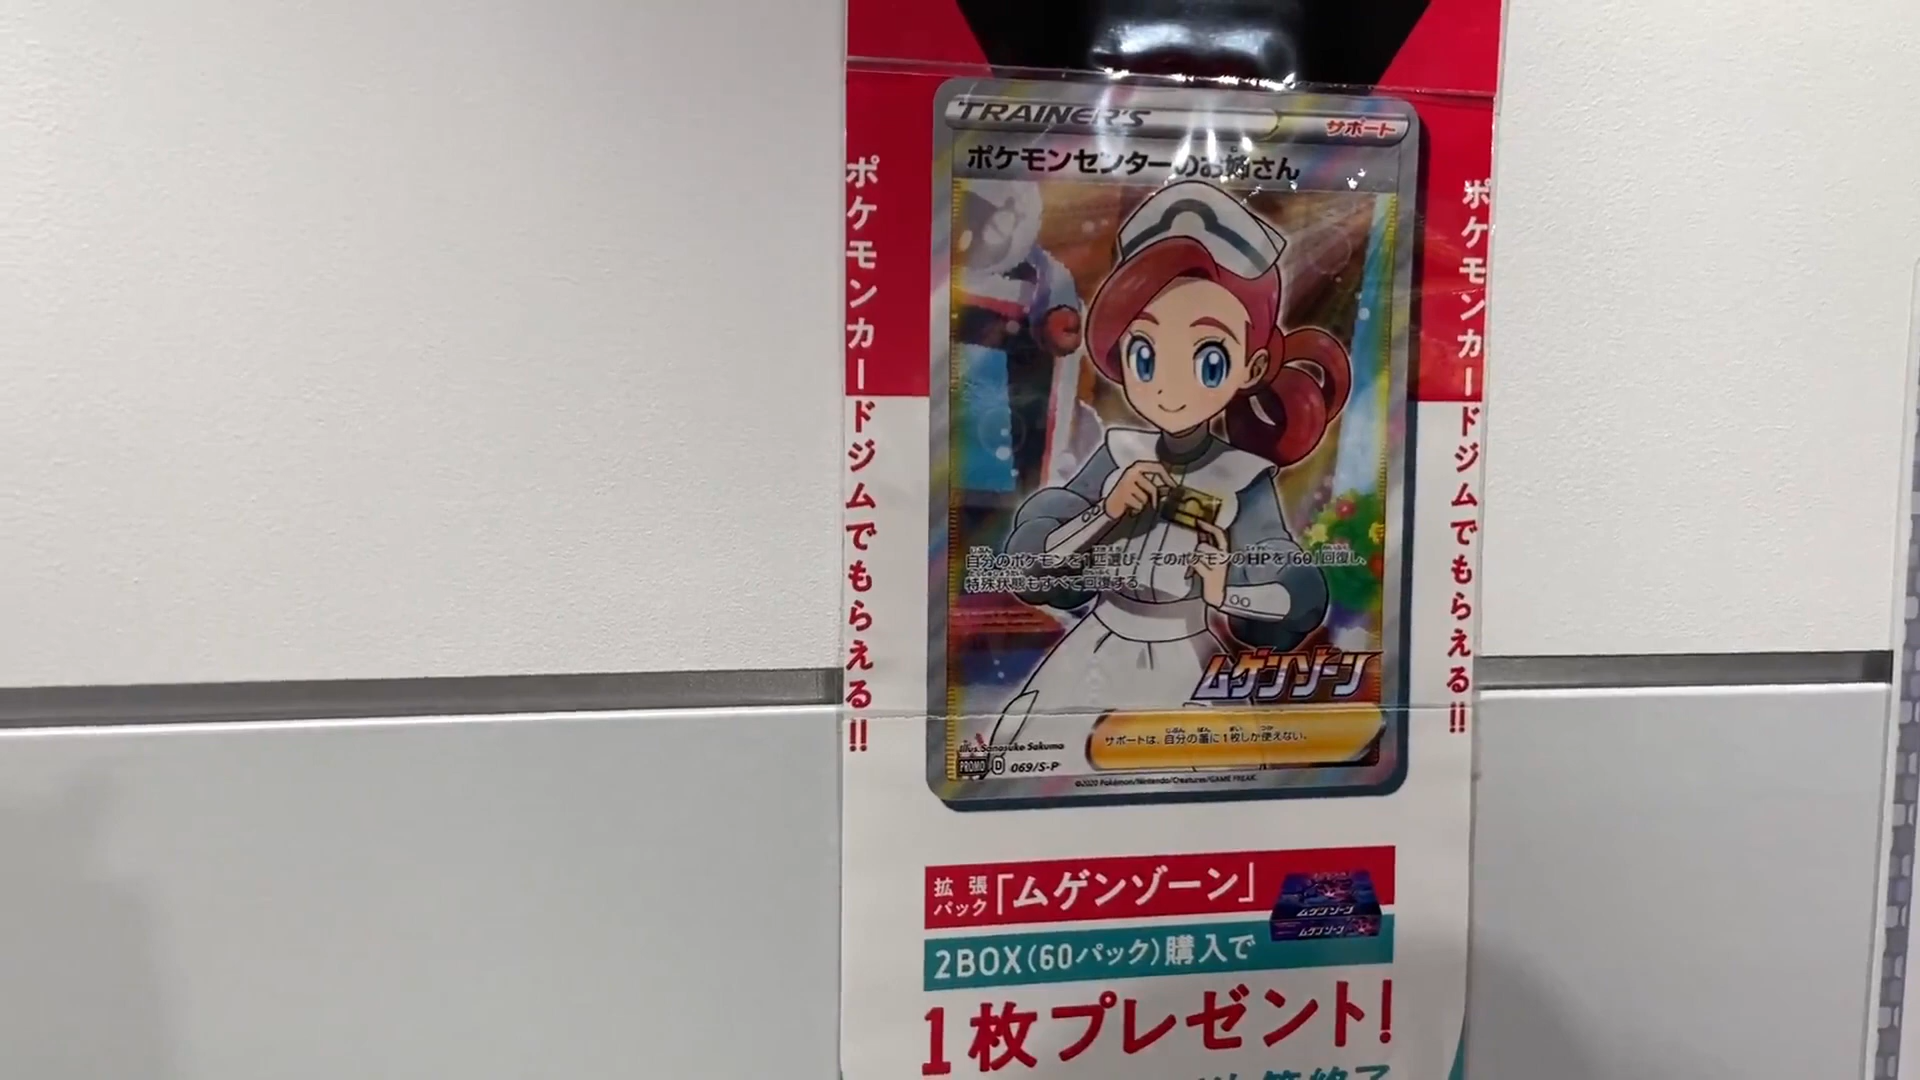 TRAINER'S
サポート
ポケモンセンターのお姉さん
ポケモンカードジムでもらえる!!
ポケモンカードジムでもらえる!!
自分のポケモンを1匹選び、そのポケモンのHPを「60」回復し、
特殊状態もすべて回復する。
ムゲンゾーン
サポートは、自分の番に1枚しか使えない。
Illus. Sanosuke Sakuma
PROMO D 069/S-P
©2020 Pokémon/Nintendo/Creatures/GAME FREAK.
拡張パック「ムゲンゾーン」
ムゲンゾーン
ムゲンゾーン
2BOX(60パック)購入で
1枚プレゼント!